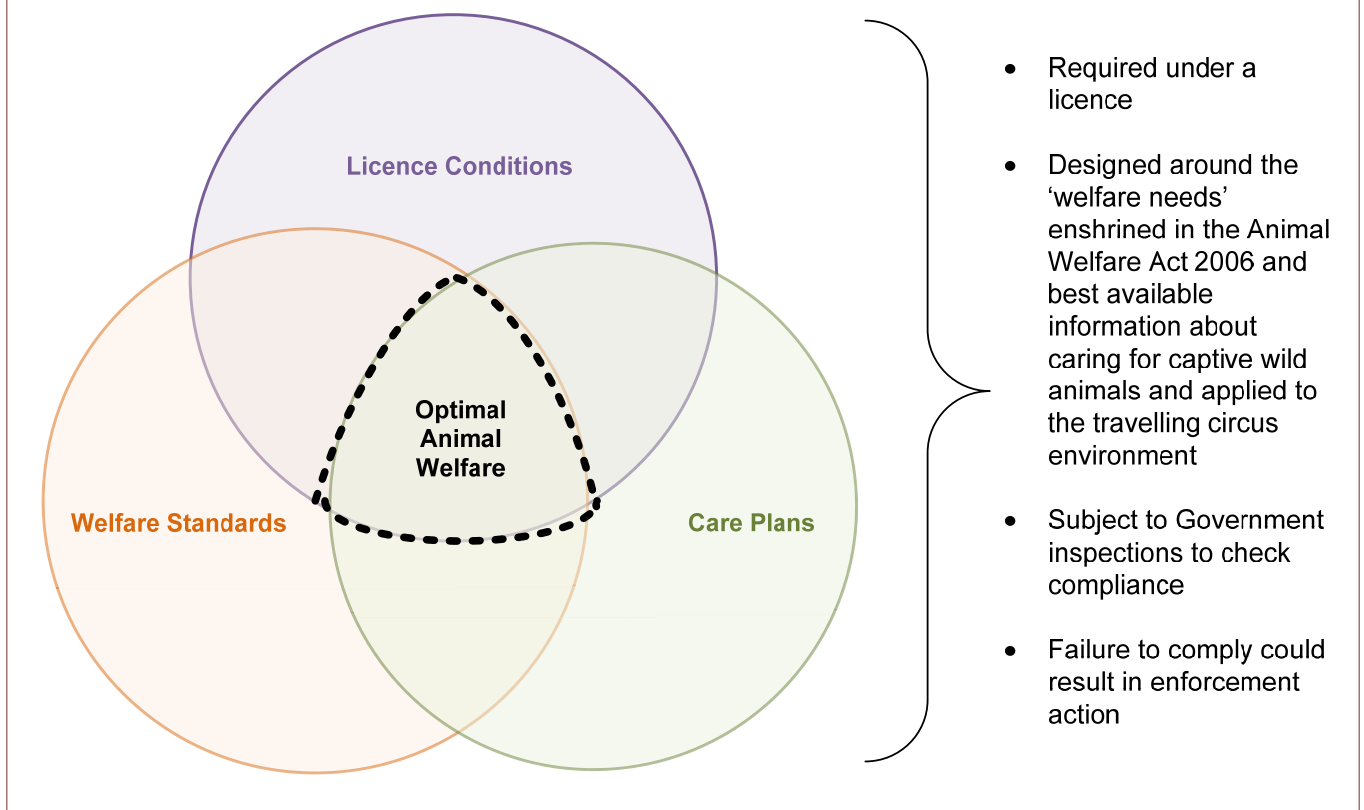 Licence Conditions
Optimal
Animal
Welfare
Welfare Standards
Care Plans
• Required under a
licence
• Designed around the
‘welfare needs’
enshrined in the Animal
Welfare Act 2006 and
best available
information about
caring for captive wild
animals and applied to
the travelling circus
environment
• Subject to Government
inspections to check
compliance
• Failure to comply could
result in enforcement
action